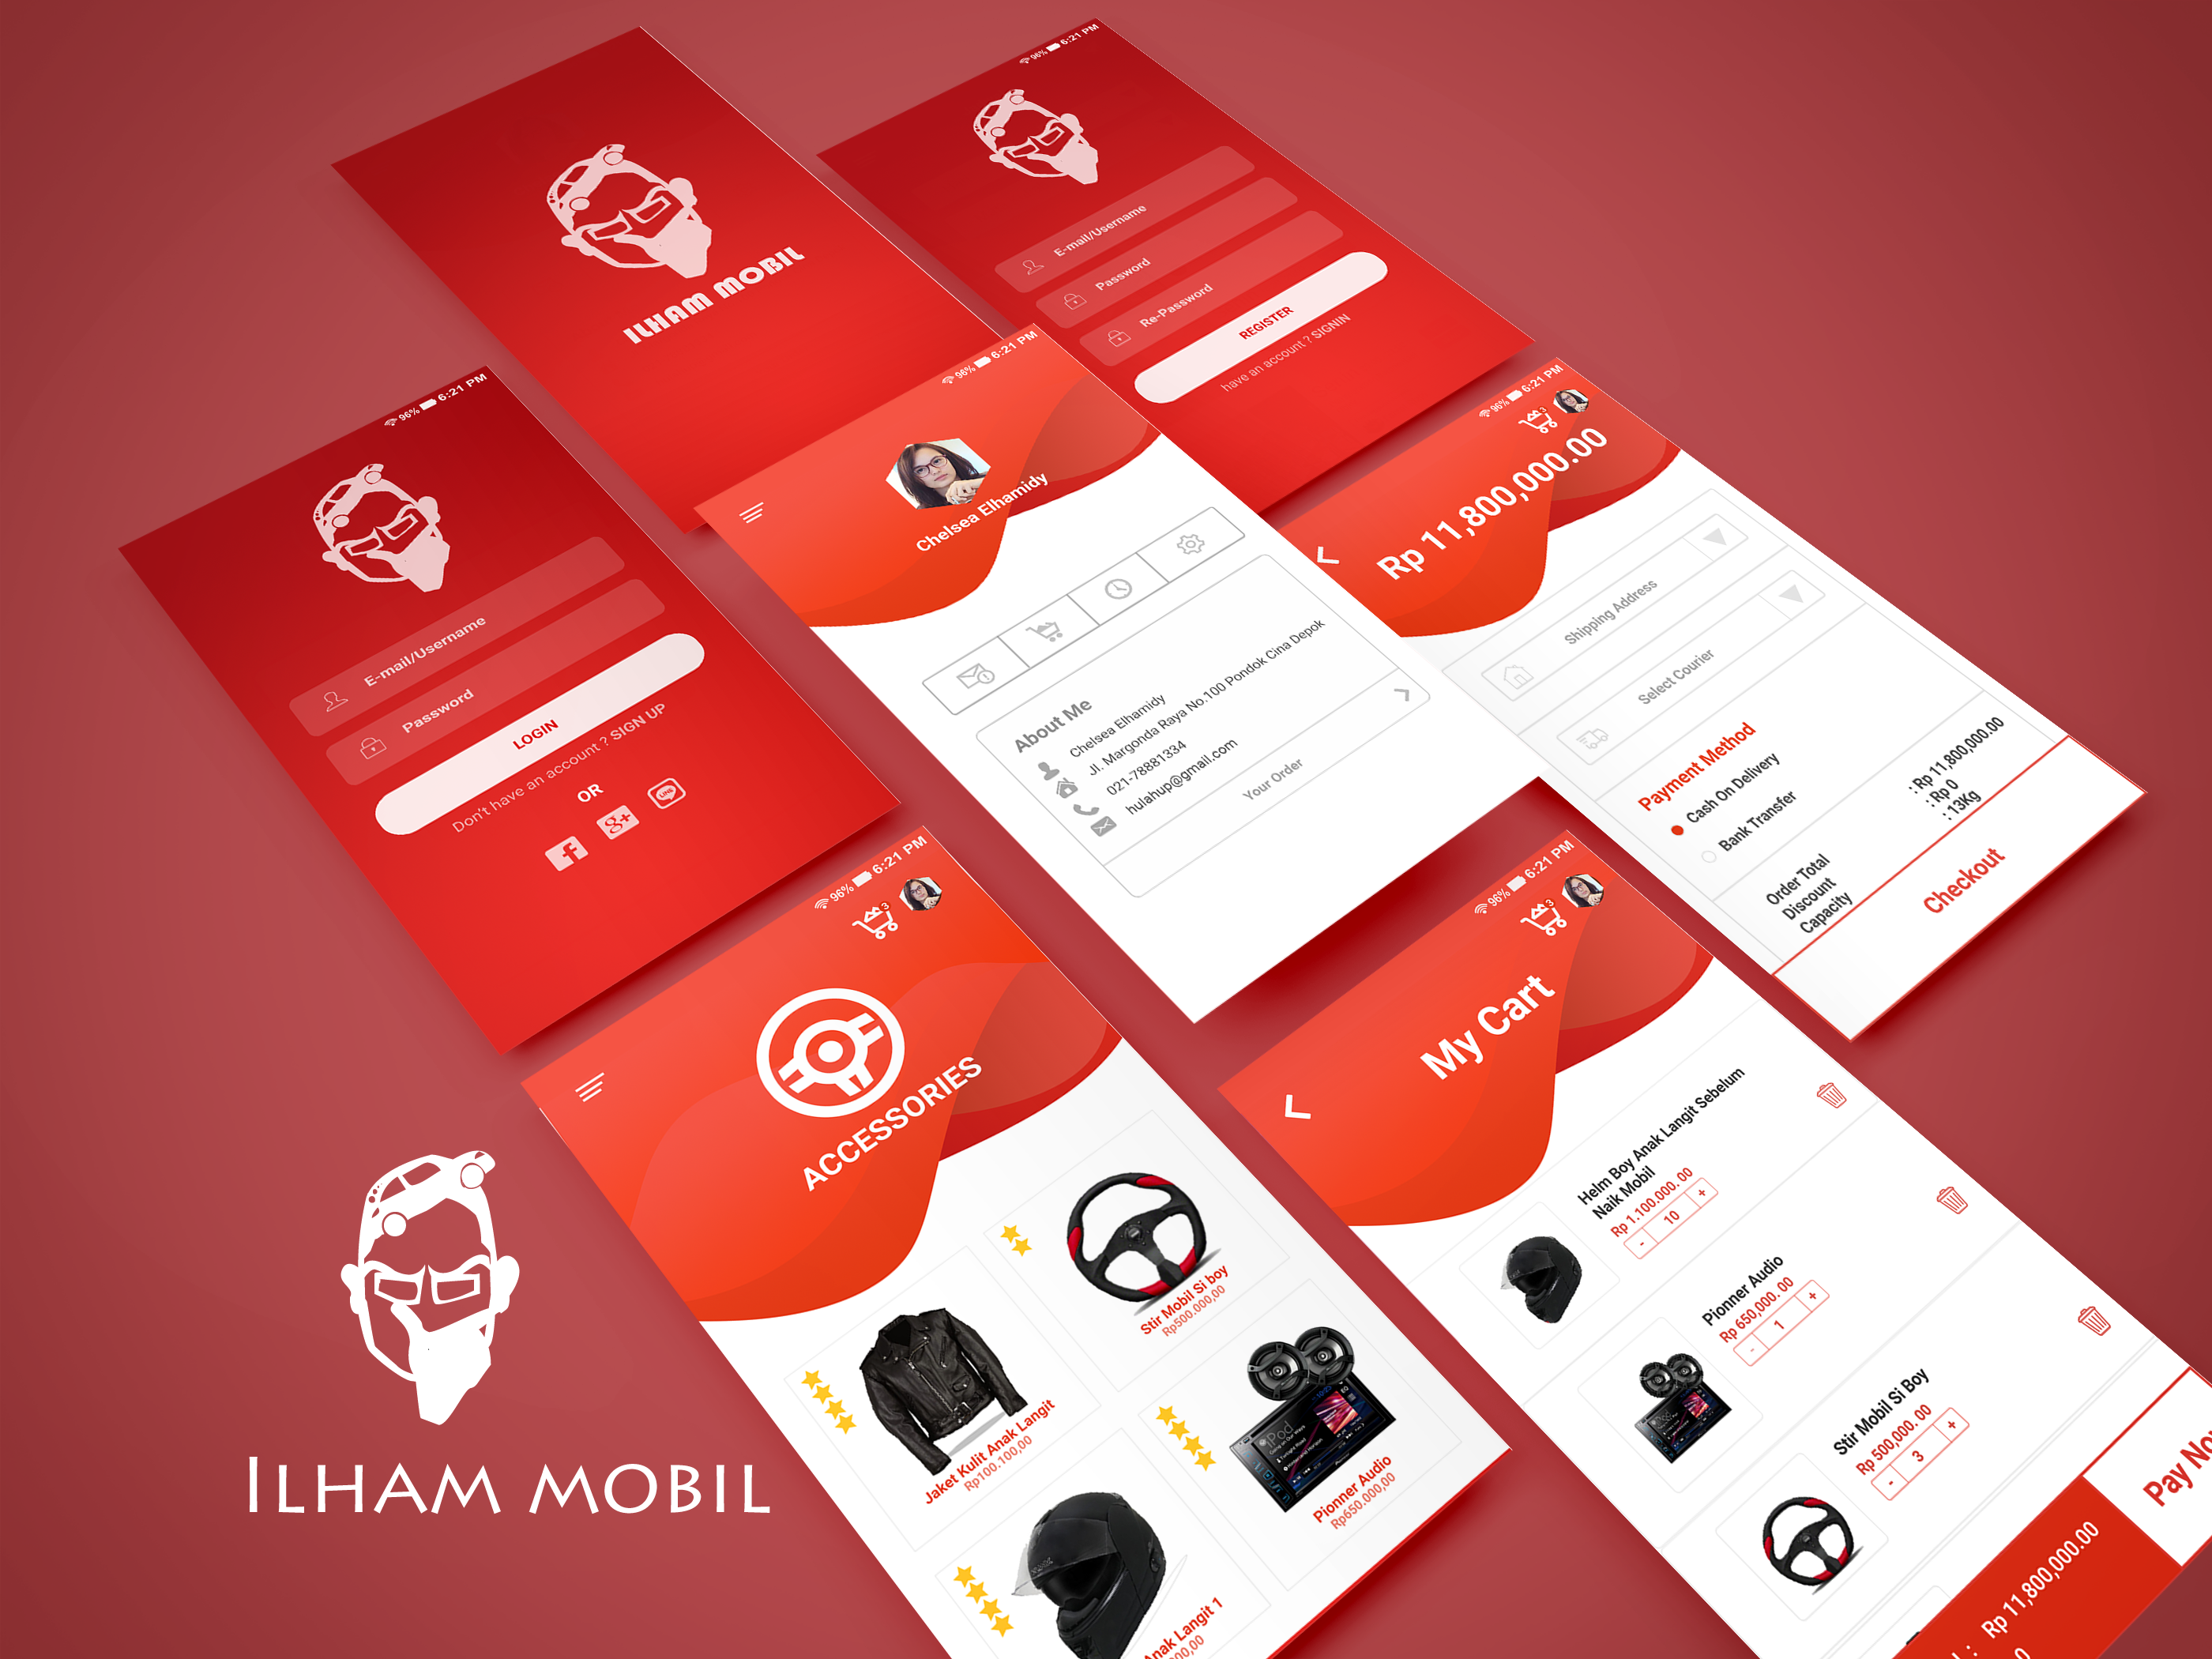 ILHAM MOBIL
96% 6:21 PM
E-mail/Username
Password
Re-Password
REGISTER
have an account ? SIGNIN
96% 6:21 PM
E-mail/Username
Password
LOGIN
Don't have an account ? SIGN UP
OR
f
g+
LINE
96% 6:21 PM
Chelsea Elhamidy
About Me
Chelsea Elhamidy
Jl. Margonda Raya No.100 Pondok Cina Depok
021-78881334
hulahup@gmail.com
Your Order
96% 6:21 PM
3
Rp 11,800,000.00
Shipping Address
Select Courier
Payment Method
Cash On Delivery
Bank Transfer
Order Total : Rp 11,800,000.00
Discount : Rp 0
Capacity : 13Kg
Checkout
96% 6:21 PM
3
ACCESSORIES
Stir Mobil Si boy
Rp500.000,00
Jaket Kulit Anak Langit
Rp100.100,00
iPod
Pionner Audio
Rp650.000,00
Anak Langit 1
00,00
96% 6:21 PM
3
My Cart
Helm Boy Anak Langit Sebelum
Naik Mobil
Rp 1.100.000.00
- 10 +
Pionner Audio
Rp 650,000.00
- 1 +
Stir Mobil Si Boy
Rp 500,000.00
- 3 +
: Rp 11,800,000.00
0
Pay No
ILHAM MOBIL